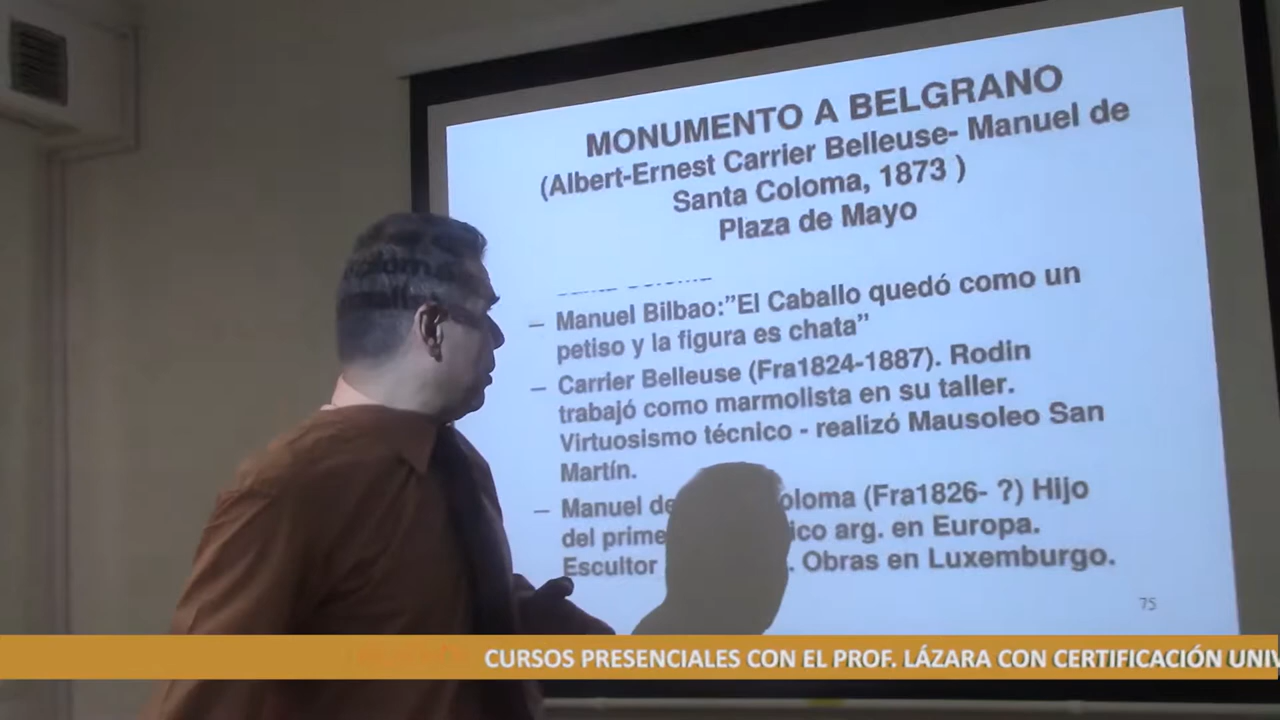 MONUMENTO A BELGRANO
(Albert-Ernest Carrier Belleuse- Manuel de
Santa Coloma, 1873 )
Plaza de Mayo
– Manuel Bilbao:”El Caballo quedó como un
petiso y la figura es chata”
– Carrier Belleuse (Fra1824-1887). Rodin
trabajó como marmolista en su taller.
Virtuosismo técnico - realizó Mausoleo San
Martín.
– Manuel de oloma (Fra1826- ?) Hijo
del prime ico arg. en Europa.
Escultor . Obras en Luxemburgo.
75
CURSOS PRESENCIALES CON EL PROF. LÁZARA CON CERTIFICACIÓN UNIV